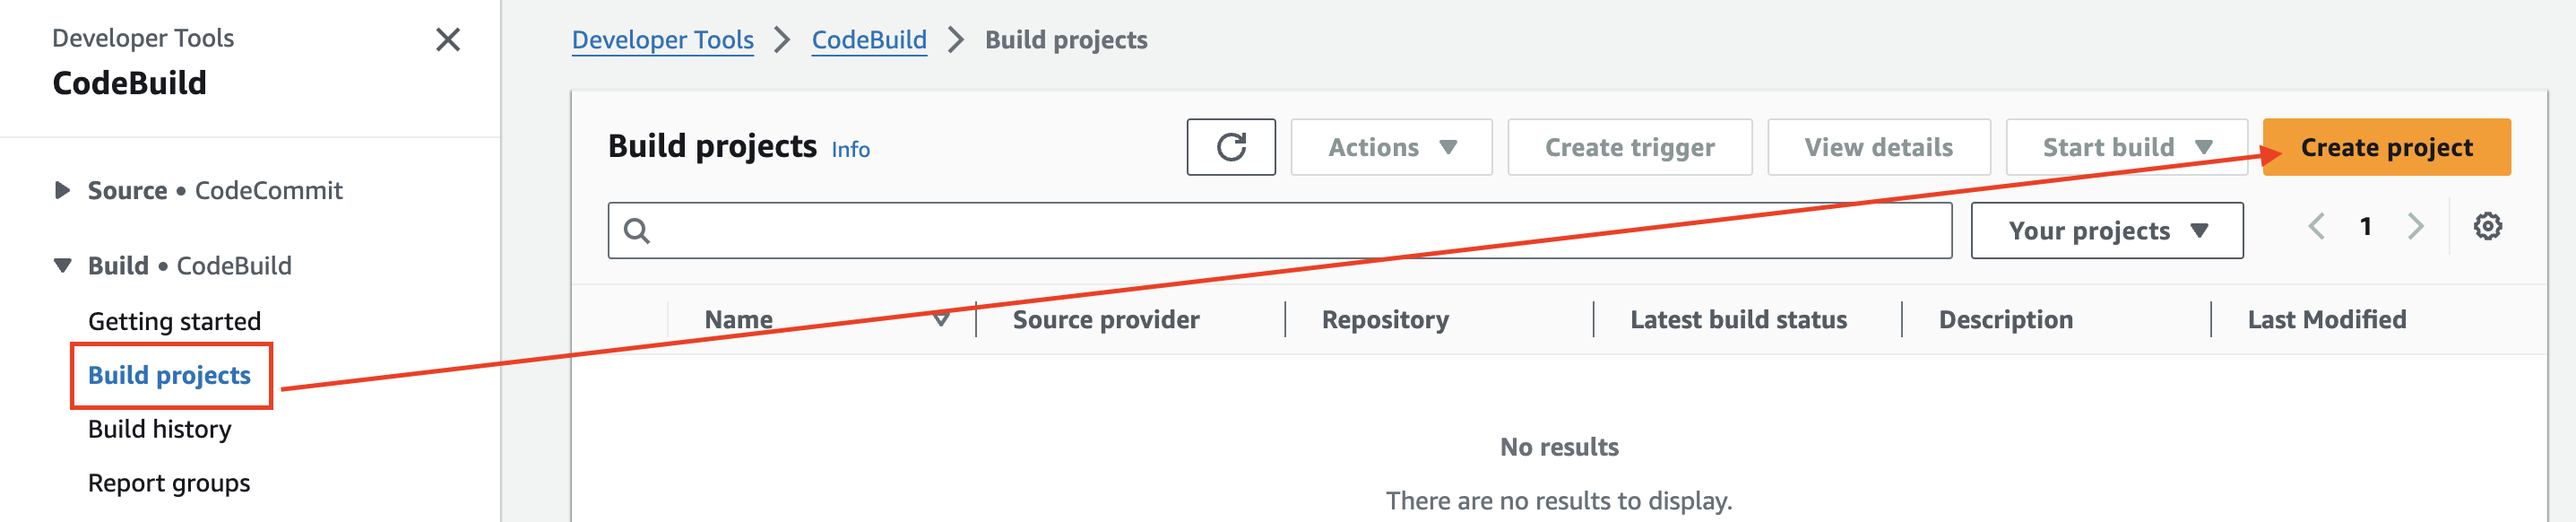 Developer Tools
CodeBuild
Source • CodeCommit
Build • CodeBuild
Getting started
Build projects
Build history
Report groups
Developer Tools > CodeBuild > Build projects
Build projects Info
Actions Create trigger View details Start build Create project
Your projects 1
Name Source provider Repository Latest build status Description Last Modified
No results
There are no results to display.